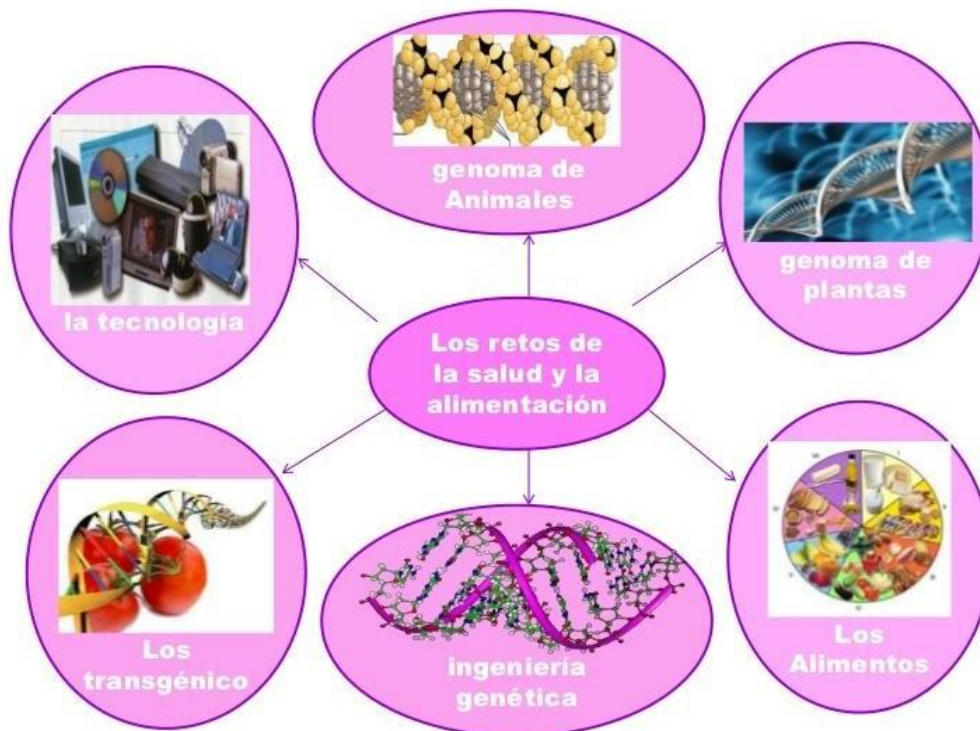 genoma de
Animales
la tecnología
genoma de
plantas
Los retos de
la salud y la
alimentación
Los
transgénico
ingeniería
genética
Los
Alimentos